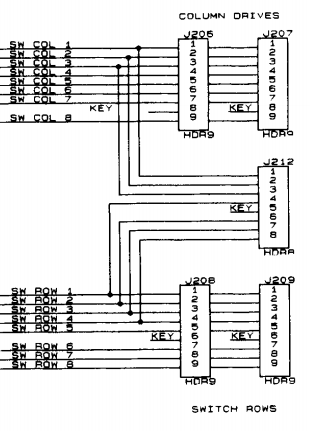 COLUMN DRIVES
J206 J207
SW COL 1
SW COL 2
SW COL 3
SW COL 4
SW COL 5
SW COL 6
SW COL 7
KEY
SW COL 8
1 1
2 2
3 3
4 4
5 5
6 6
7 7
8 KEY 8
9 9
HDR9 HDR9
J212
1
2
3
4
KEY 5
6
7
8
HDR8
J208 J209
SW ROW 1
SW ROW 2
SW ROW 3
SW ROW 4
SW ROW 5
SW ROW 6
SW ROW 7
SW ROW 8
1 1
2 2
3 3
4 4
5 5
KEY 6 KEY 6
7 7
8 8
9 9
HDR9 HDR9
SWITCH ROWS